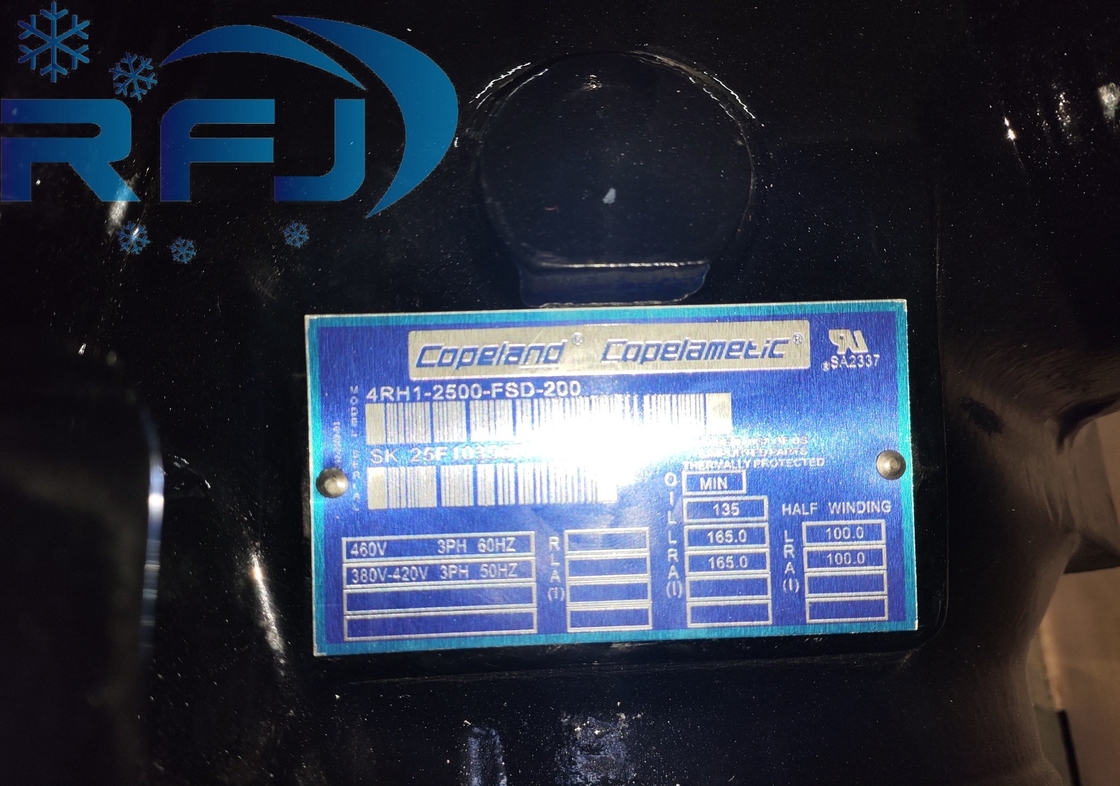 RFJ
Copeland® Copelametic®
®SA2337
MODEL
4RH1-2500-FSD-200
SERIAL
SK 25F
THERMALLY PROTECTED
OIL
MIN
135
HALF WINDING
460V 3PH 60HZ
380V-420V 3PH 50HZ
RLA(I)
LRA(I)
165.0
165.0
LRA(I)
100.0
100.0